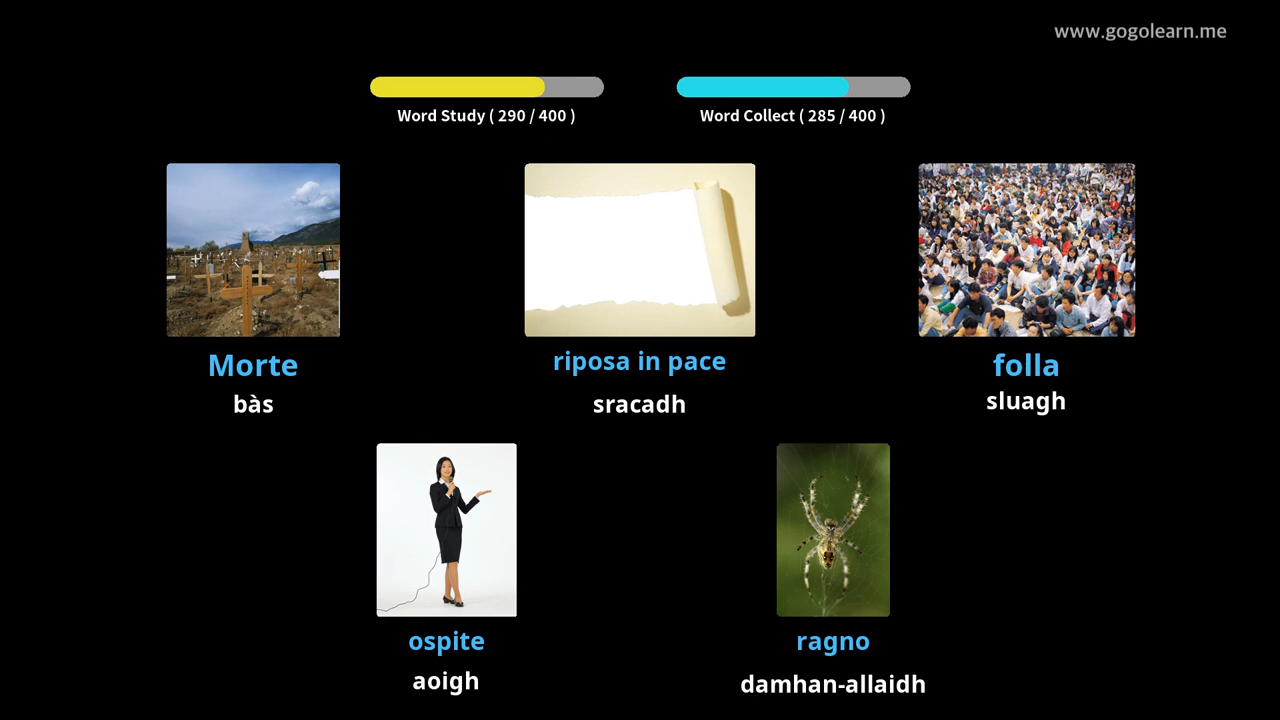 www.gogolearn.me
Word Study ( 290 / 400 )
Word Collect ( 285 / 400 )
Morte
bàs
riposa in pace
sracadh
folla
sluagh
ospite
aoigh
ragno
damhan-allaidh